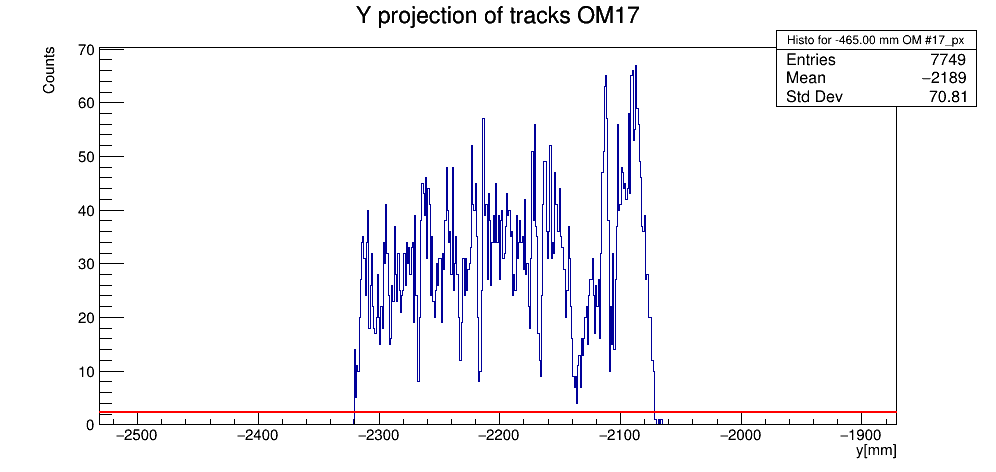 Y projection of tracks OM17
Histo for -465.00 mm OM #17_px
Entries 7749
Mean −2189
Std Dev 70.81
Counts
70
60
50
40
30
20
10
0
−2500 −2400 −2300 −2200 −2100 −2000 −1900
y[mm]